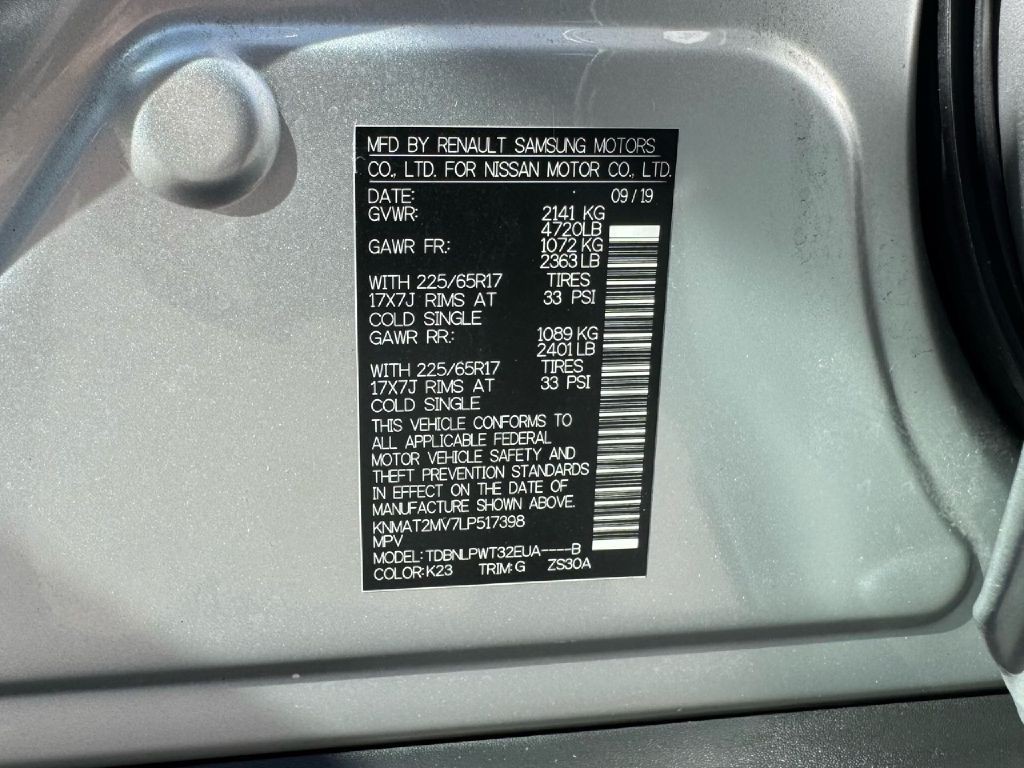 MFD BY RENAULT SAMSUNG MOTORS
CO., LTD. FOR NISSAN MOTOR CO., LTD.
DATE: 09/19
GVWR: 2141 KG
4720LB
GAWR FR.: 1072 KG
2363 LB
WITH 225/65R17 TIRES
17X7J RIMS AT 33 PSI
COLD SINGLE
GAWR RR.: 1089 KG
2401 LB
WITH 225/65R17 TIRES
17X7J RIMS AT 33 PSI
COLD SINGLE
THIS VEHICLE CONFORMS TO
ALL APPLICABLE FEDERAL
MOTOR VEHICLE SAFETY AND
THEFT PREVENTION STANDARDS
IN EFFECT ON THE DATE OF
MANUFACTURE SHOWN ABOVE.
KNMAT2MV7LP517398
MPV
MODEL: TDBNLPWT32EUA----B
COLOR:K23 TRIM:G ZS30A